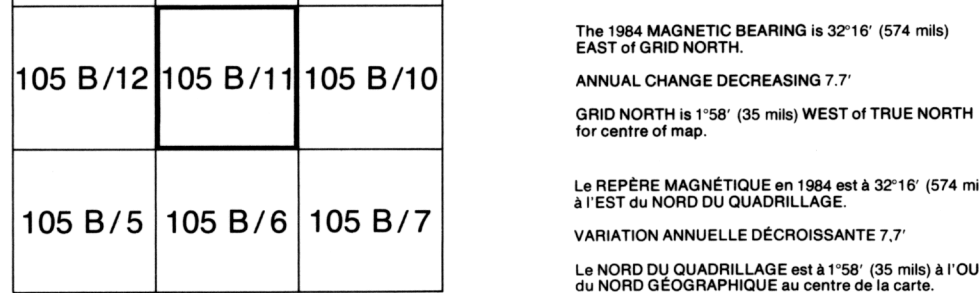 105 B/12 105 B/11 105 B/10
105 B/5 105 B/6 105 B/7
The 1984 MAGNETIC BEARING is 32°16′ (574 mils)
EAST of GRID NORTH.
ANNUAL CHANGE DECREASING 7.7′
GRID NORTH is 1°58′ (35 mils) WEST of TRUE NORTH
for centre of map.
Le REPÈRE MAGNÉTIQUE en 1984 est à 32°16′ (574 mi
à l'EST du NORD DU QUADRILLAGE.
VARIATION ANNUELLE DÉCROISSANTE 7,7′
Le NORD DU QUADRILLAGE est à 1°58′ (35 mils) à l'OU
du NORD GÉOGRAPHIQUE au centre de la carte.